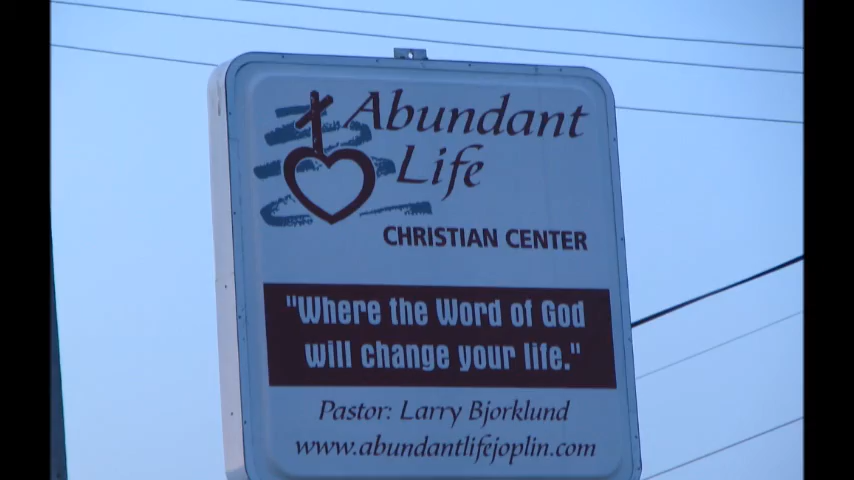 Abundant
Life
CHRISTIAN CENTER
"Where the Word of God
will change your life."
Pastor: Larry Bjorklund
www.abundantlifejoplin.com